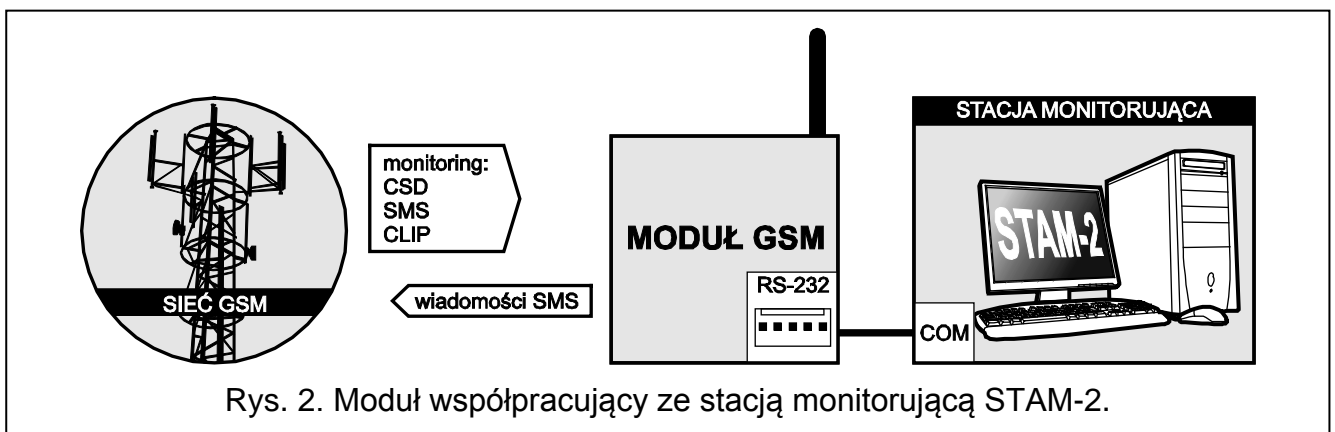 monitoring:
CSD
SMS
CLIP
wiadomości SMS
SIEĆ GSM
MODUŁ GSM
RS-232
STACJA MONITORUJĄCA
STAM-2
COM
Rys. 2. Moduł współpracujący ze stacją monitorującą STAM-2.